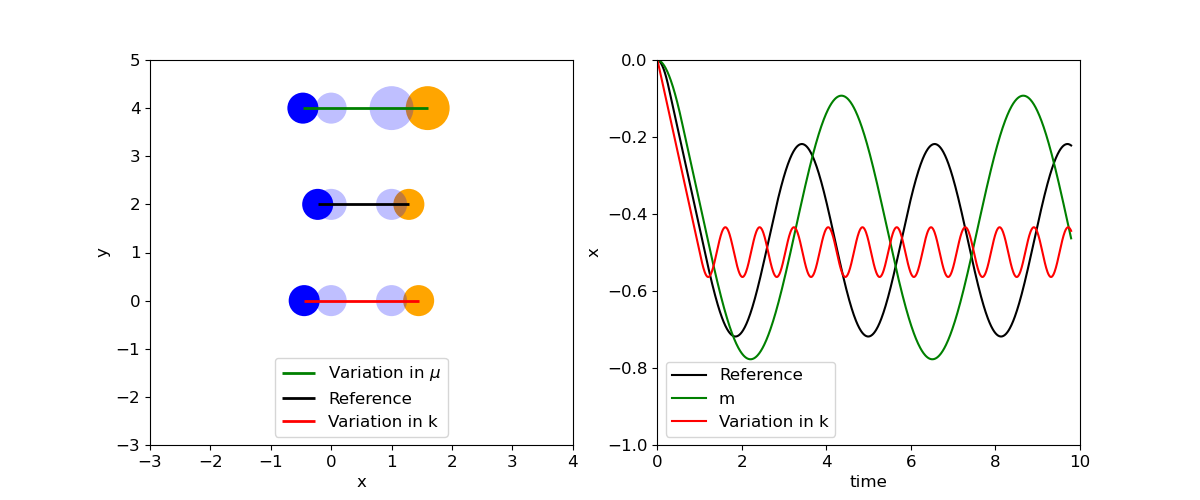 5
4
3
2
1
0
−1
−2
−3
y
−3 −2 −1 0 1 2 3 4
x
Variation in μ
Reference
Variation in k
0.0
−0.2
−0.4
−0.6
−0.8
−1.0
x
0 2 4 6 8 10
time
Reference
m
Variation in k